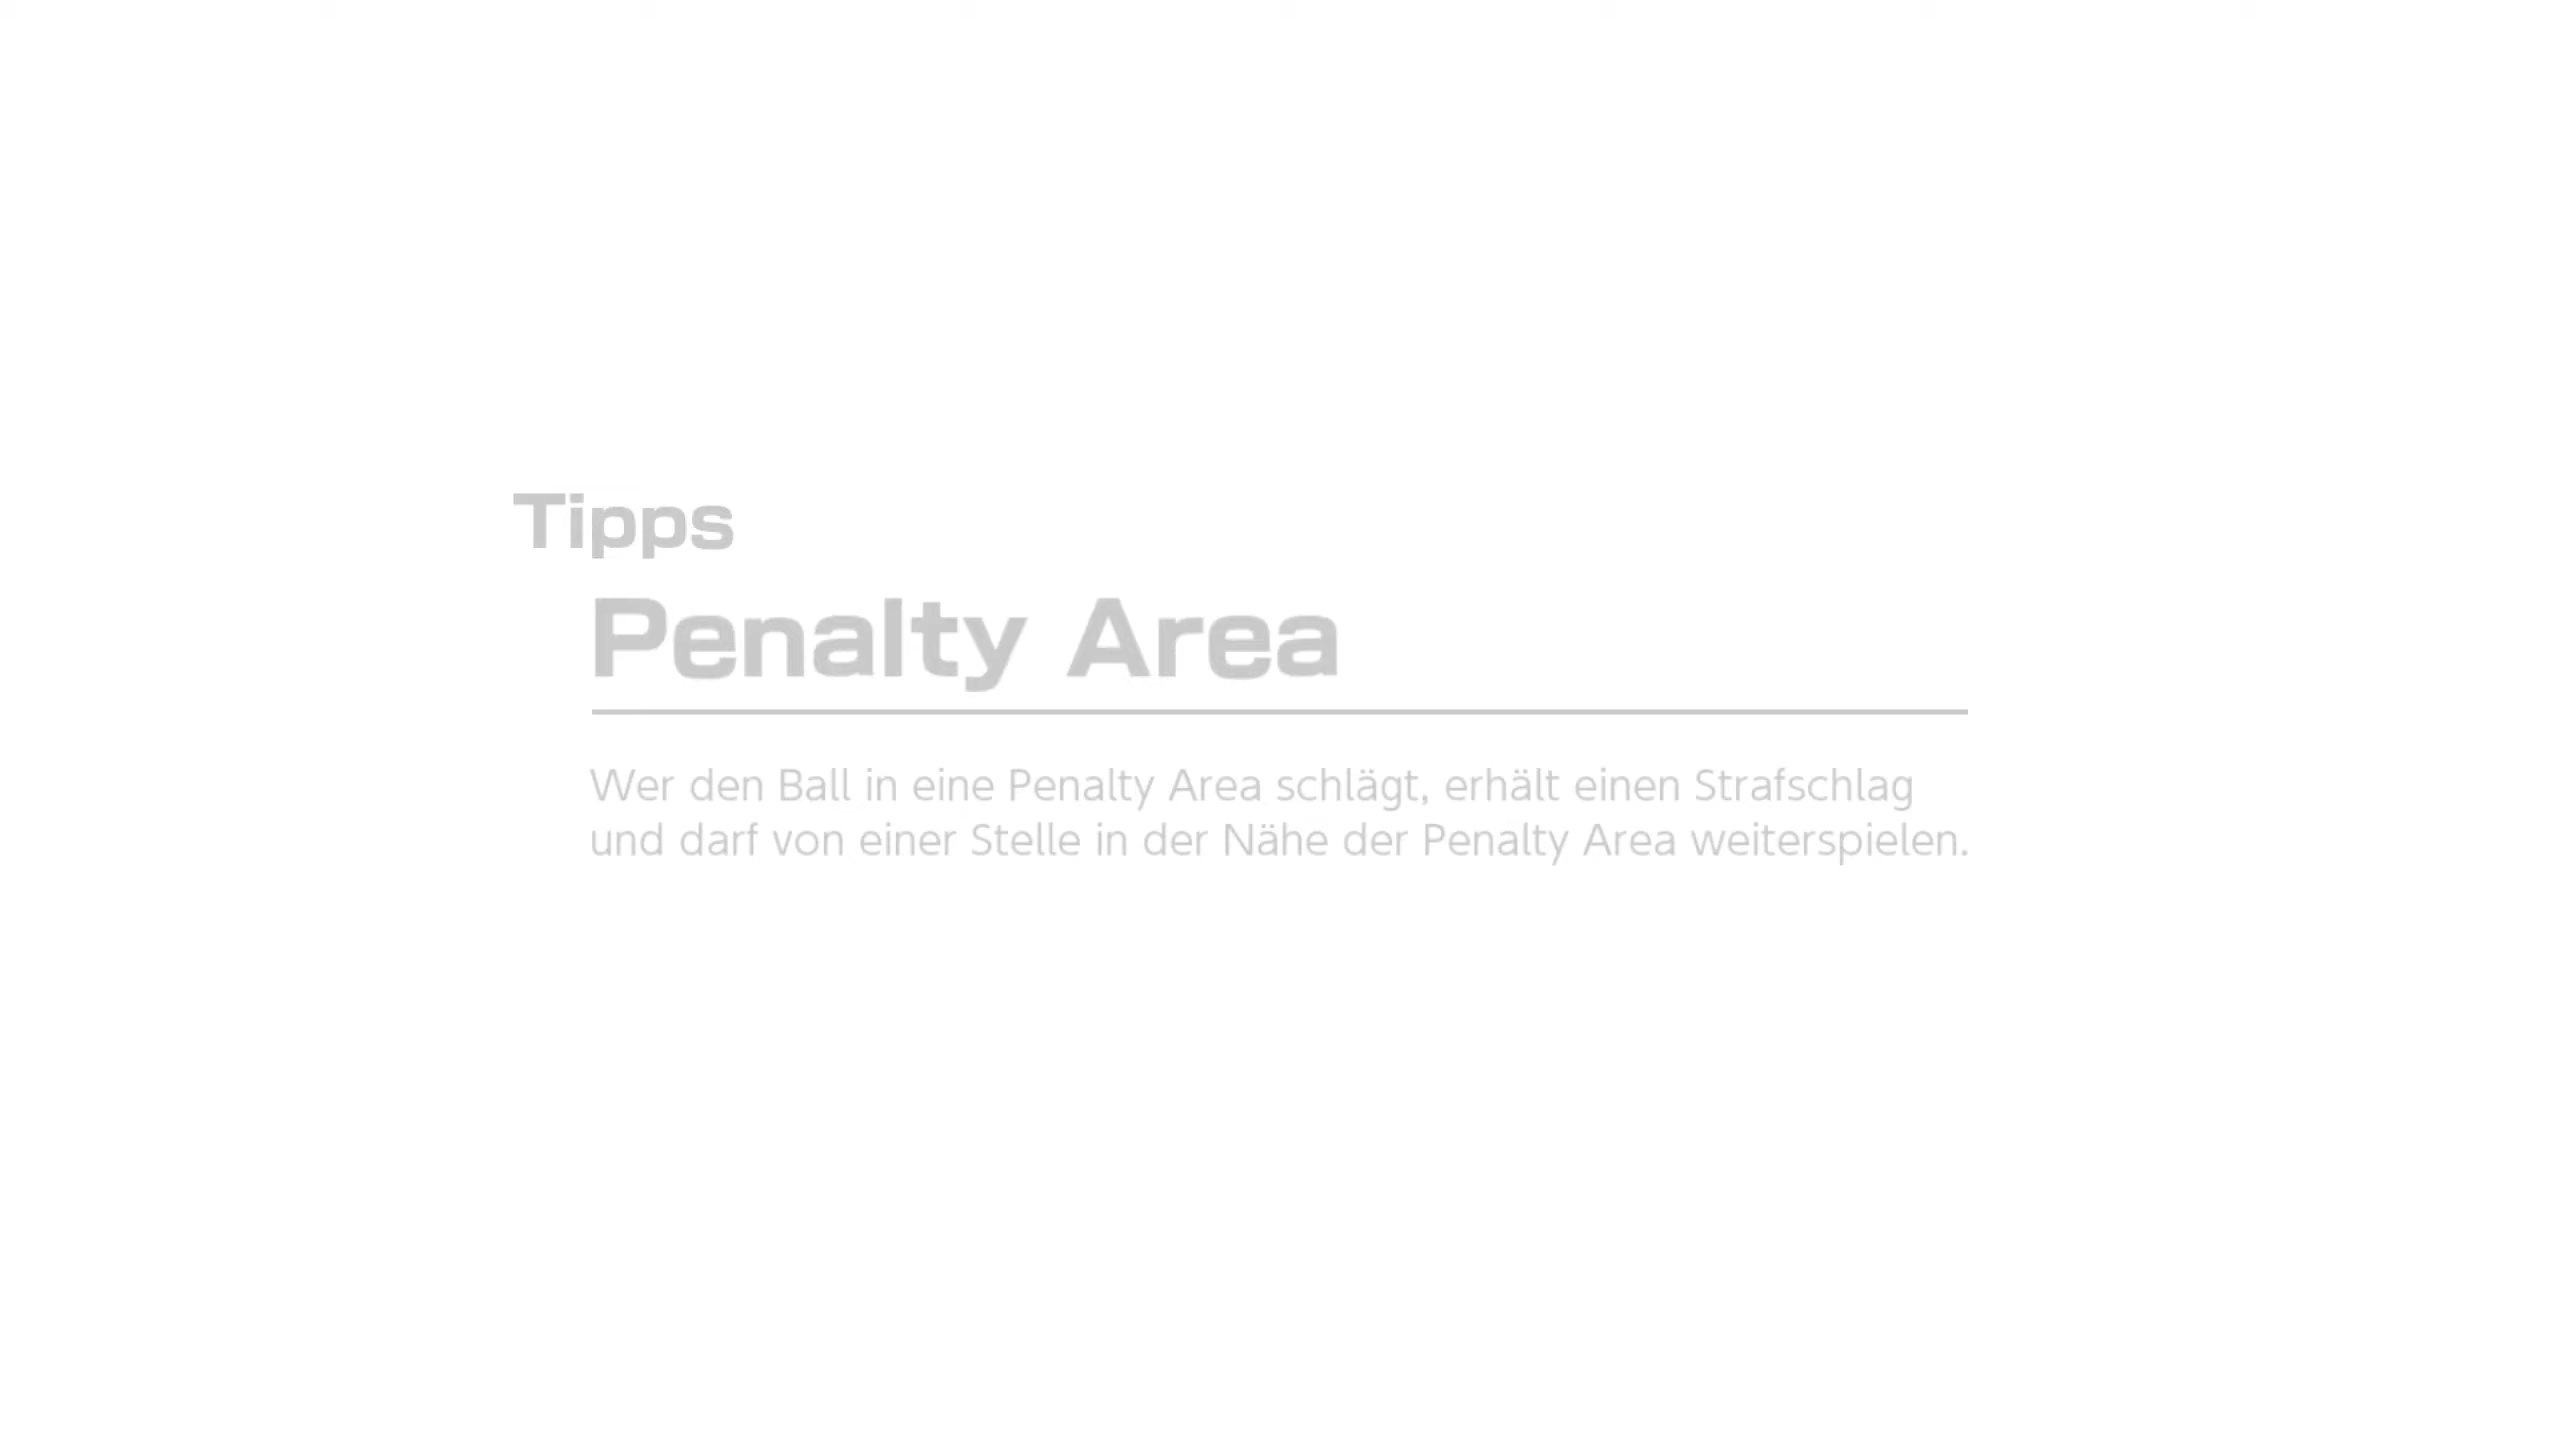 Tipps
Penalty Area
Wer den Ball in eine Penalty Area schlägt, erhält einen Strafschlag
und darf von einer Stelle in der Nähe der Penalty Area weiterspielen.